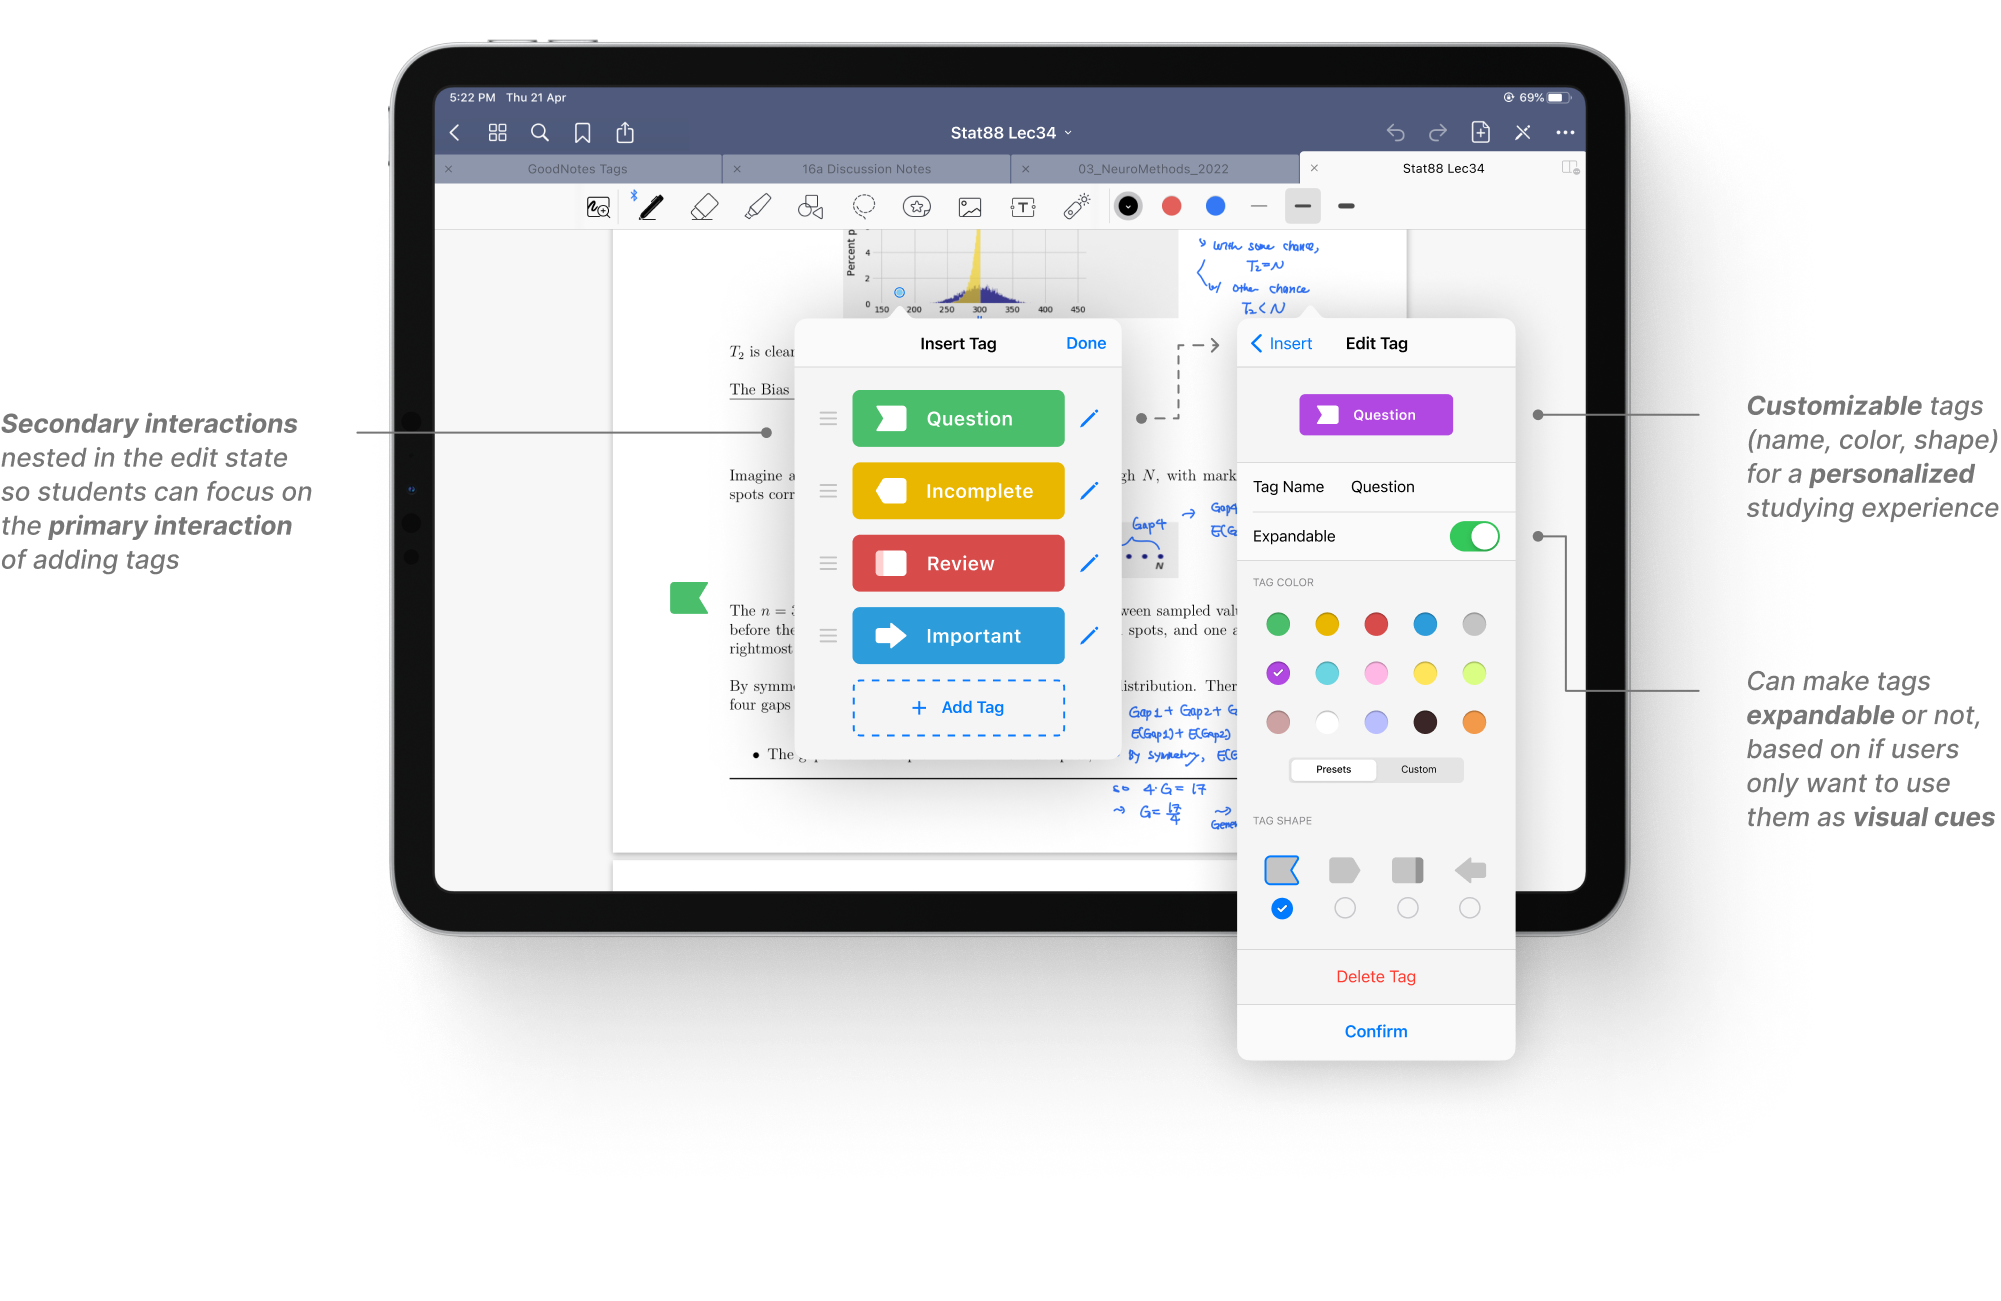 5:22 PM Thu 21 Apr
69%
Stat88 Lec34
GoodNotes Tags
16a Discussion Notes
03_NeuroMethods_2022
Stat88 Lec34
Percent p
4
2
0
150 200 250 300 350 400 450
with some chance,
T₂=N
w/ other chance
T₂<N
T₂ is clear
The Bias
Imagine a
spots corr
gh N, with mark
Gap4 → Gap4
N
The n = 3
before the
rightmost
ween sampled valu
spots, and one a
By symme
four gaps
istribution. Ther
Gap1 + Gap2 + G
E(Gap1) + E(Gap2)
By symmetry, E(G
• The g
so 4·G = 17
→ G = 17/4 →
Insert Tag
Done
Question
Incomplete
Review
Important
+ Add Tag
Insert
Edit Tag
Question
Tag Name Question
Expandable
TAG COLOR
Presets
Custom
TAG SHAPE
Delete Tag
Confirm
Secondary interactions
nested in the edit state
so students can focus on
the primary interaction
of adding tags
Customizable tags
(name, color, shape)
for a personalized
studying experience
Can make tags
expandable or not,
based on if users
only want to use
them as visual cues